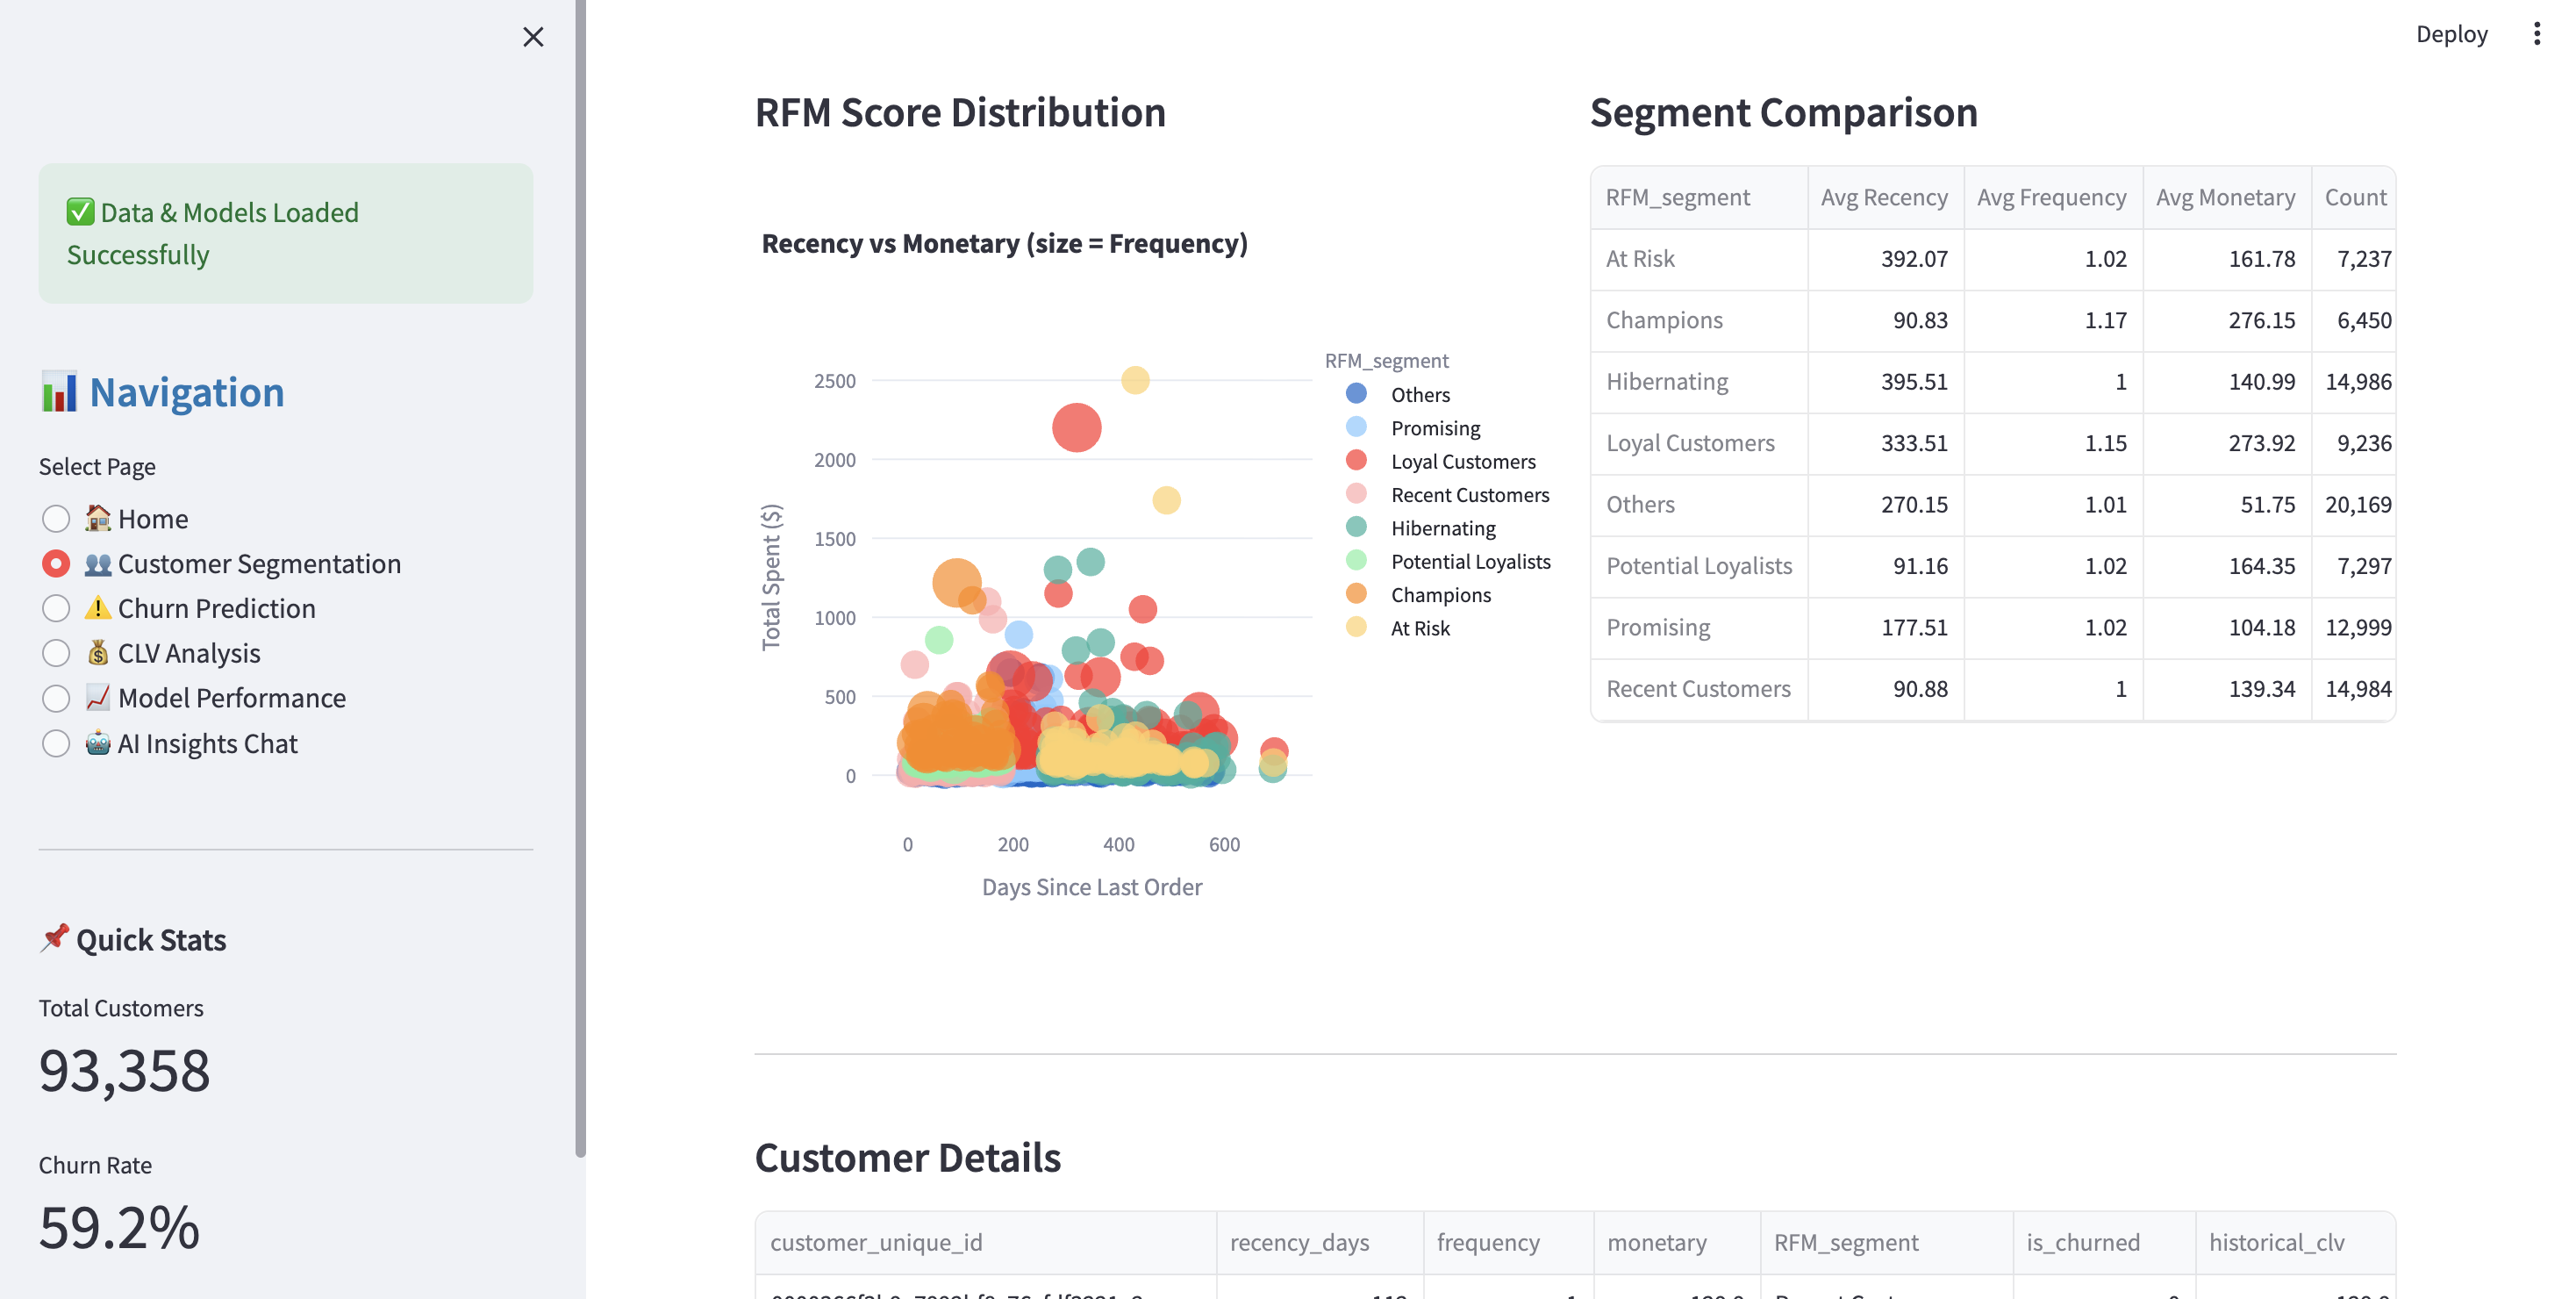 Deploy
✅ Data & Models Loaded
Successfully
📊 Navigation
Select Page
🏠 Home
👥 Customer Segmentation
⚠️ Churn Prediction
💰 CLV Analysis
📈 Model Performance
🤖 AI Insights Chat
📌 Quick Stats
Total Customers
93,358
Churn Rate
59.2%
RFM Score Distribution
Recency vs Monetary (size = Frequency)
Total Spent ($)
2500
2000
1500
1000
500
0
0 200 400 600
Days Since Last Order
RFM_segment
Others
Promising
Loyal Customers
Recent Customers
Hibernating
Potential Loyalists
Champions
At Risk
Segment Comparison
RFM_segment Avg Recency Avg Frequency Avg Monetary Count
At Risk 392.07 1.02 161.78 7,237
Champions 90.83 1.17 276.15 6,450
Hibernating 395.51 1 140.99 14,986
Loyal Customers 333.51 1.15 273.92 9,236
Others 270.15 1.01 51.75 20,169
Potential Loyalists 91.16 1.02 164.35 7,297
Promising 177.51 1.02 104.18 12,999
Recent Customers 90.88 1 139.34 14,984
Customer Details
customer_unique_id recency_days frequency monetary RFM_segment is_churned historical_clv